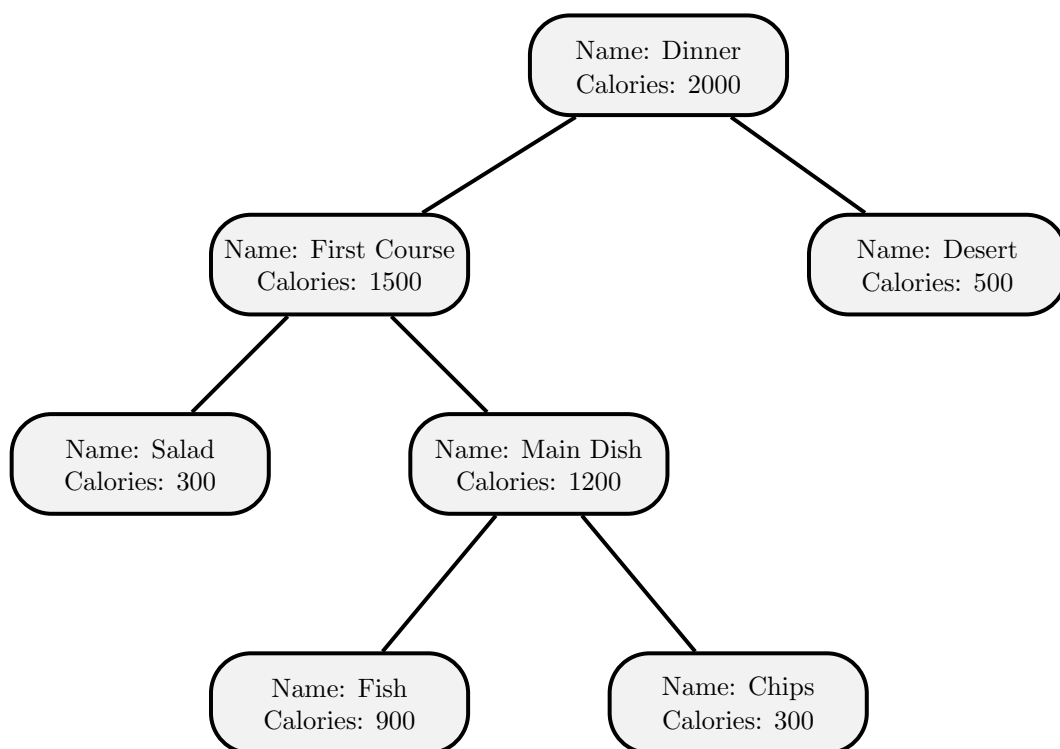 Name: Dinner
Calories: 2000
Name: First Course
Calories: 1500
Name: Desert
Calories: 500
Name: Salad
Calories: 300
Name: Main Dish
Calories: 1200
Name: Fish
Calories: 900
Name: Chips
Calories: 300